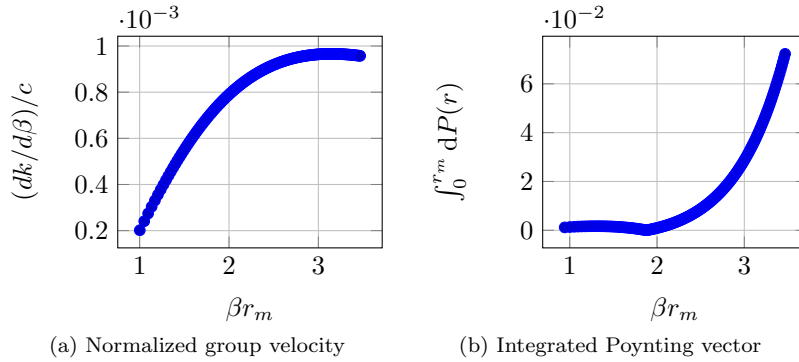 ·10⁻³
1
0.8
0.6
0.4
0.2
(dk/dβ)/c
1 2 3
βr_m
(a) Normalized group velocity
·10⁻²
6
4
2
0
∫₀^{r_m} dP(r)
1 2 3
βr_m
(b) Integrated Poynting vector